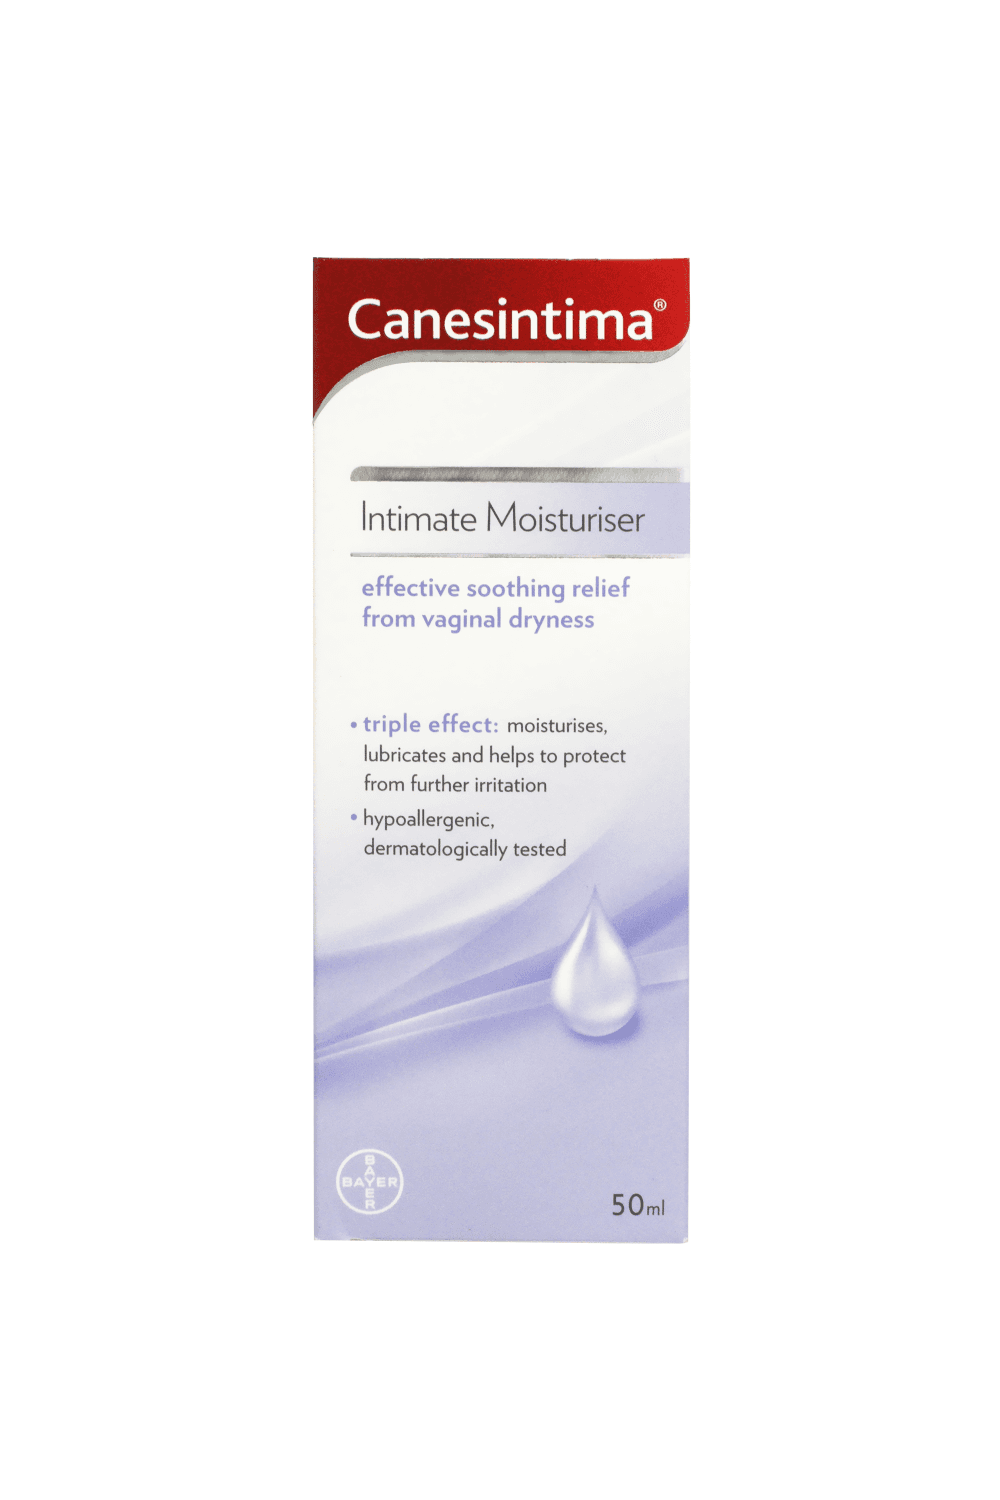 Canesintima®
Intimate Moisturiser
effective soothing relief
from vaginal dryness
• triple effect: moisturises,
lubricates and helps to protect
from further irritation
• hypoallergenic,
dermatologically tested
BAYER
BAYER
50ml